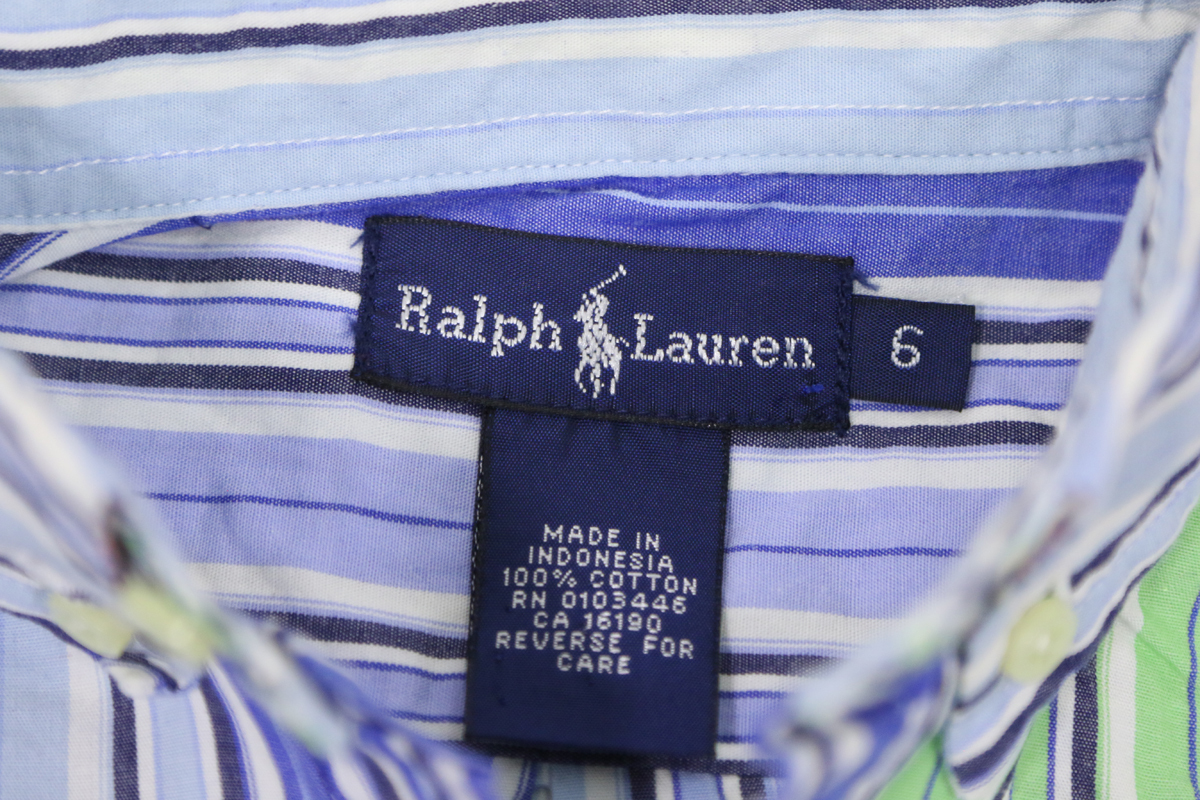 Ralph Lauren
6
MADE IN
INDONESIA
100% COTTON
RN 0103446
CA 16190
REVERSE FOR
CARE